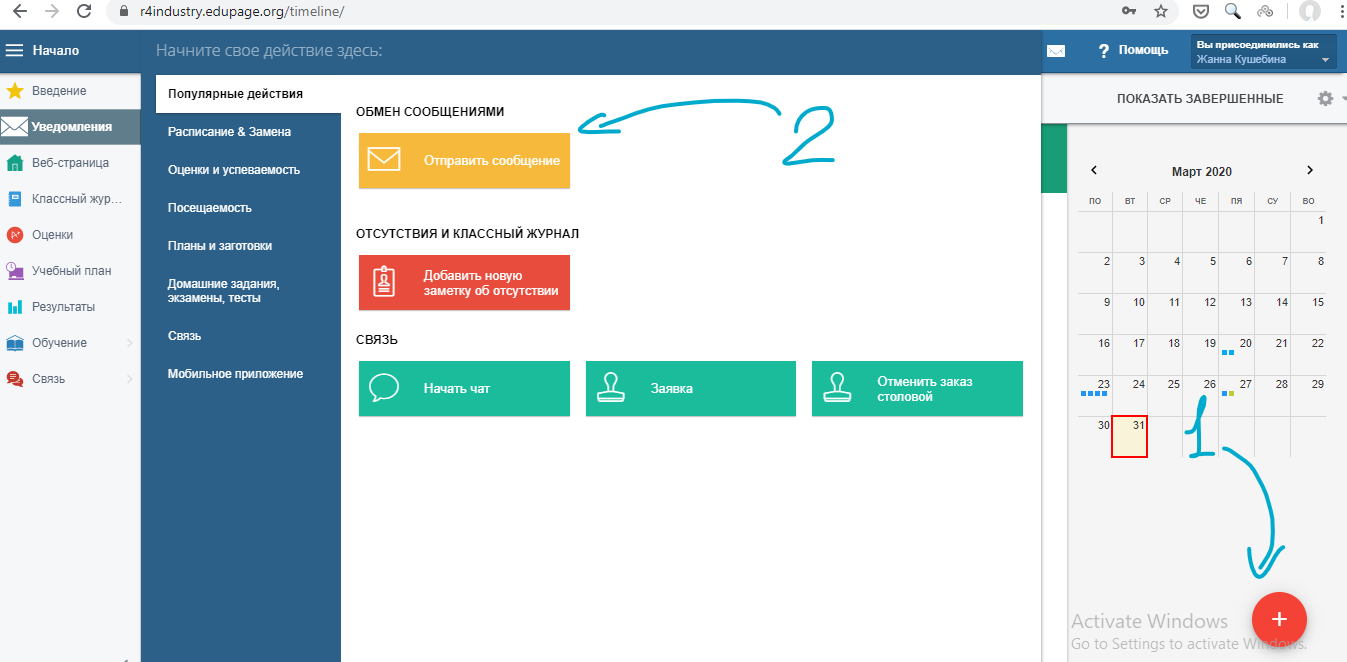 r4industry.edupage.org/timeline/
Начало
Начните свое действие здесь:
? Помощь
Вы присоединились как
Жанна Кушебина
Введение
Уведомления
Веб-страница
Классный жур...
Оценки
Учебный план
Результаты
Обучение
Связь
Популярные действия
Расписание & Замена
Оценки и успеваемость
Посещаемость
Планы и заготовки
Домашние задания,
экзамены, тесты
Связь
Мобильное приложение
ОБМЕН СООБЩЕНИЯМИ
Отправить сообщение
2
ОТСУТСТВИЯ И КЛАССНЫЙ ЖУРНАЛ
Добавить новую
заметку об отсутствии
СВЯЗЬ
Начать чат
Заявка
Отменить заказ
столовой
ПОКАЗАТЬ ЗАВЕРШЕННЫЕ
Март 2020
ПО ВТ СР ЧЕ ПЯ СУ ВО
1
2 3 4 5 6 7 8
9 10 11 12 13 14 15
16 17 18 19 20 21 22
23 24 25 26 27 28 29
30 31
1
+
Activate Windows
Go to Settings to activate Windows.